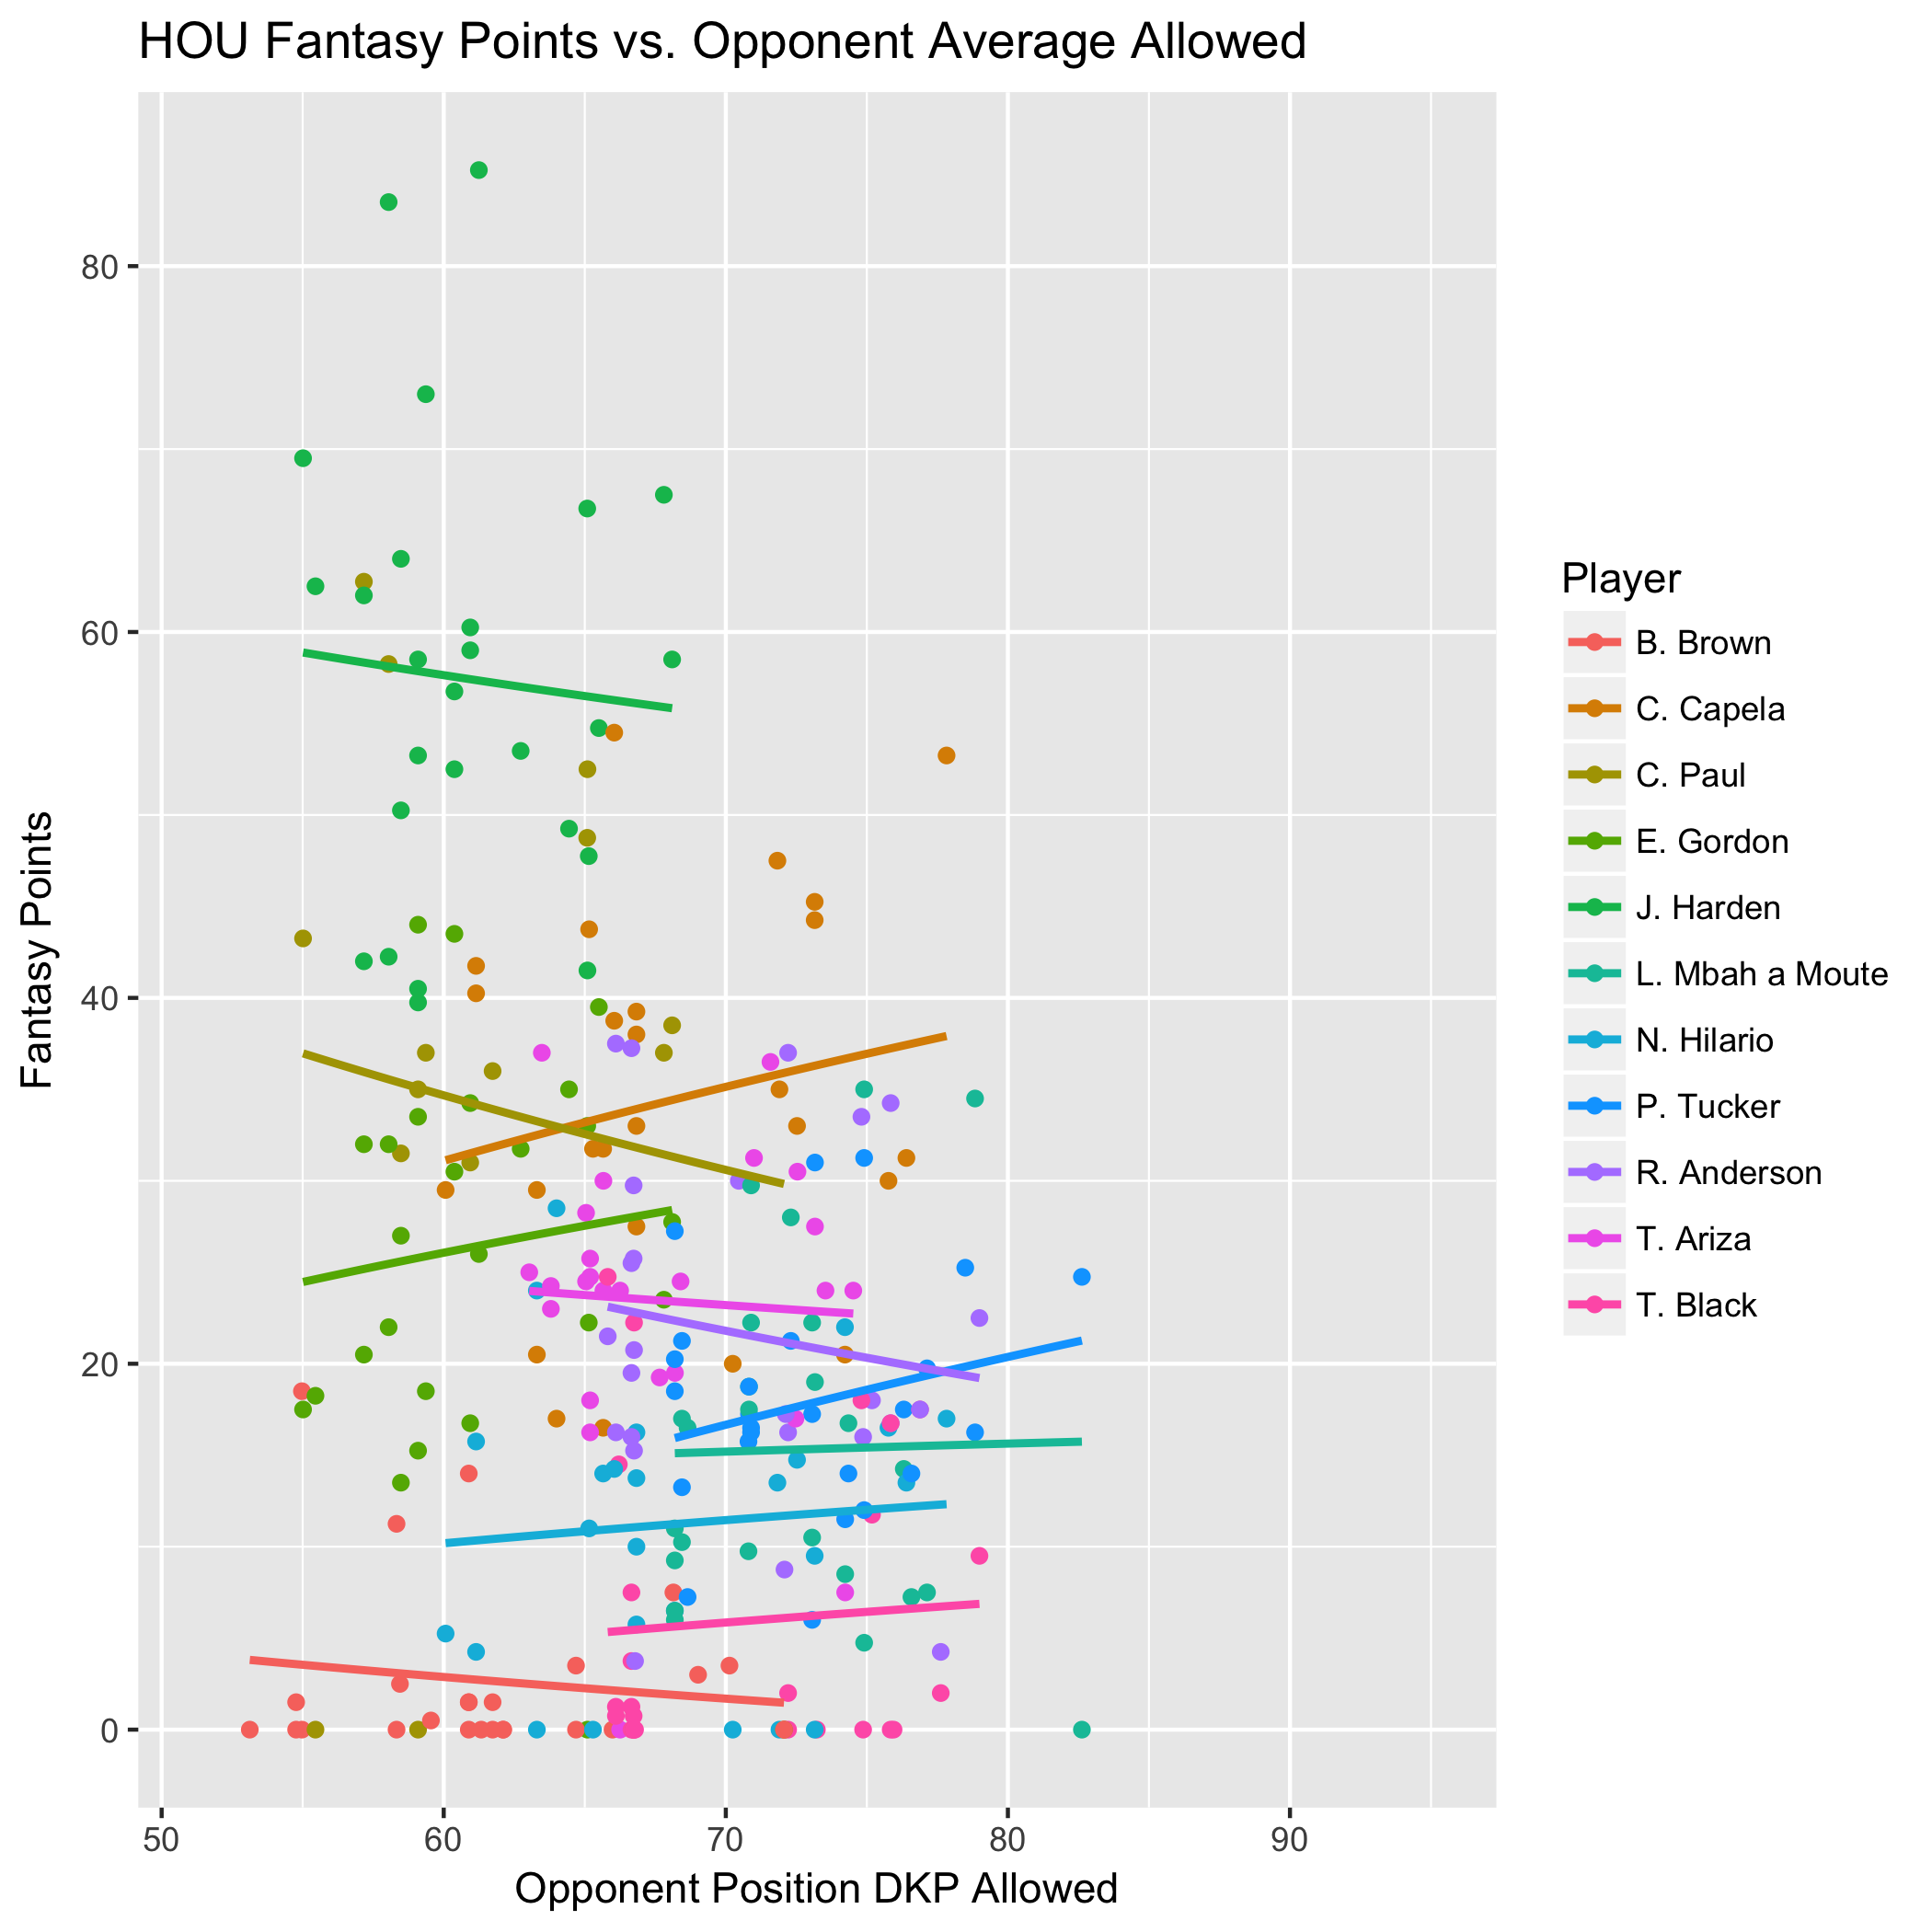 HOU Fantasy Points vs. Opponent Average Allowed
Fantasy Points
80
60
40
20
0
50
60
70
80
90
Opponent Position DKP Allowed
Player
B. Brown
C. Capela
C. Paul
E. Gordon
J. Harden
L. Mbah a Moute
N. Hilario
P. Tucker
R. Anderson
T. Ariza
T. Black